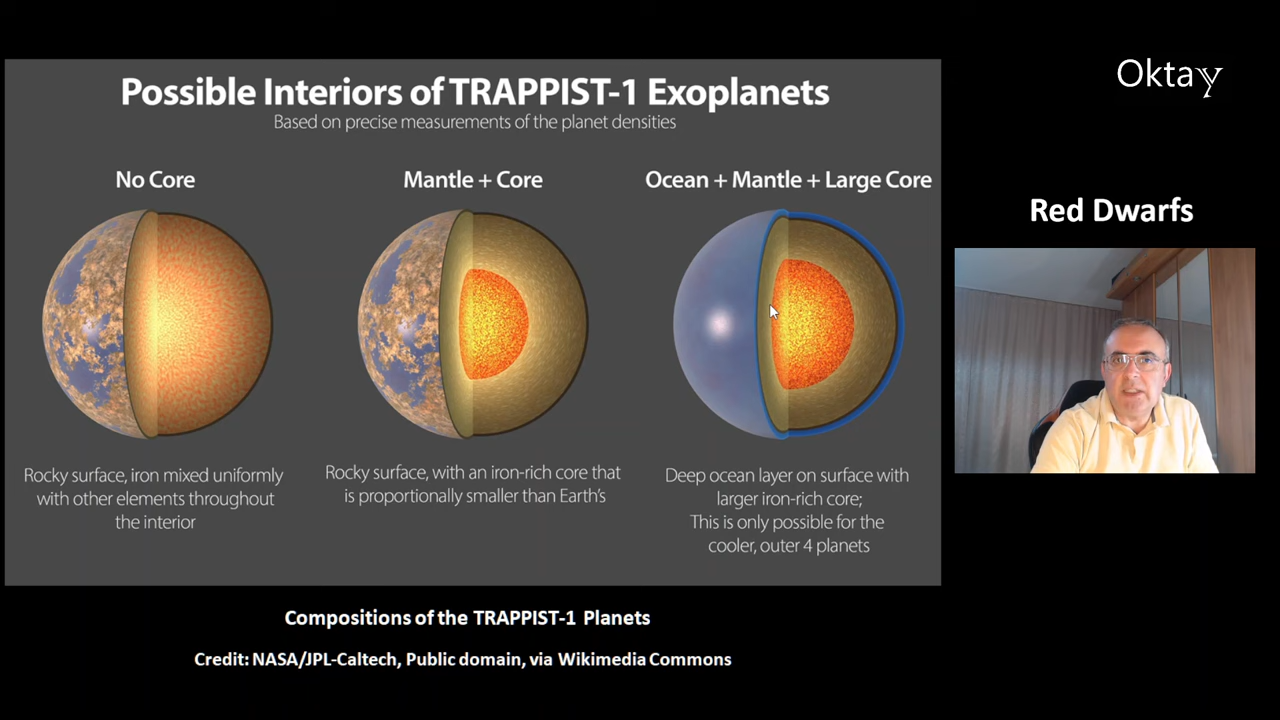 Possible Interiors of TRAPPIST-1 Exoplanets
Based on precise measurements of the planet densities
No Core
Rocky surface, iron mixed uniformly
with other elements throughout
the interior
Mantle + Core
Rocky surface, with an iron-rich core that
is proportionally smaller than Earth's
Ocean + Mantle + Large Core
Deep ocean layer on surface with
larger iron-rich core;
This is only possible for the
cooler, outer 4 planets
Compositions of the TRAPPIST-1 Planets
Credit: NASA/JPL-Caltech, Public domain, via Wikimedia Commons
Oktay
Red Dwarfs